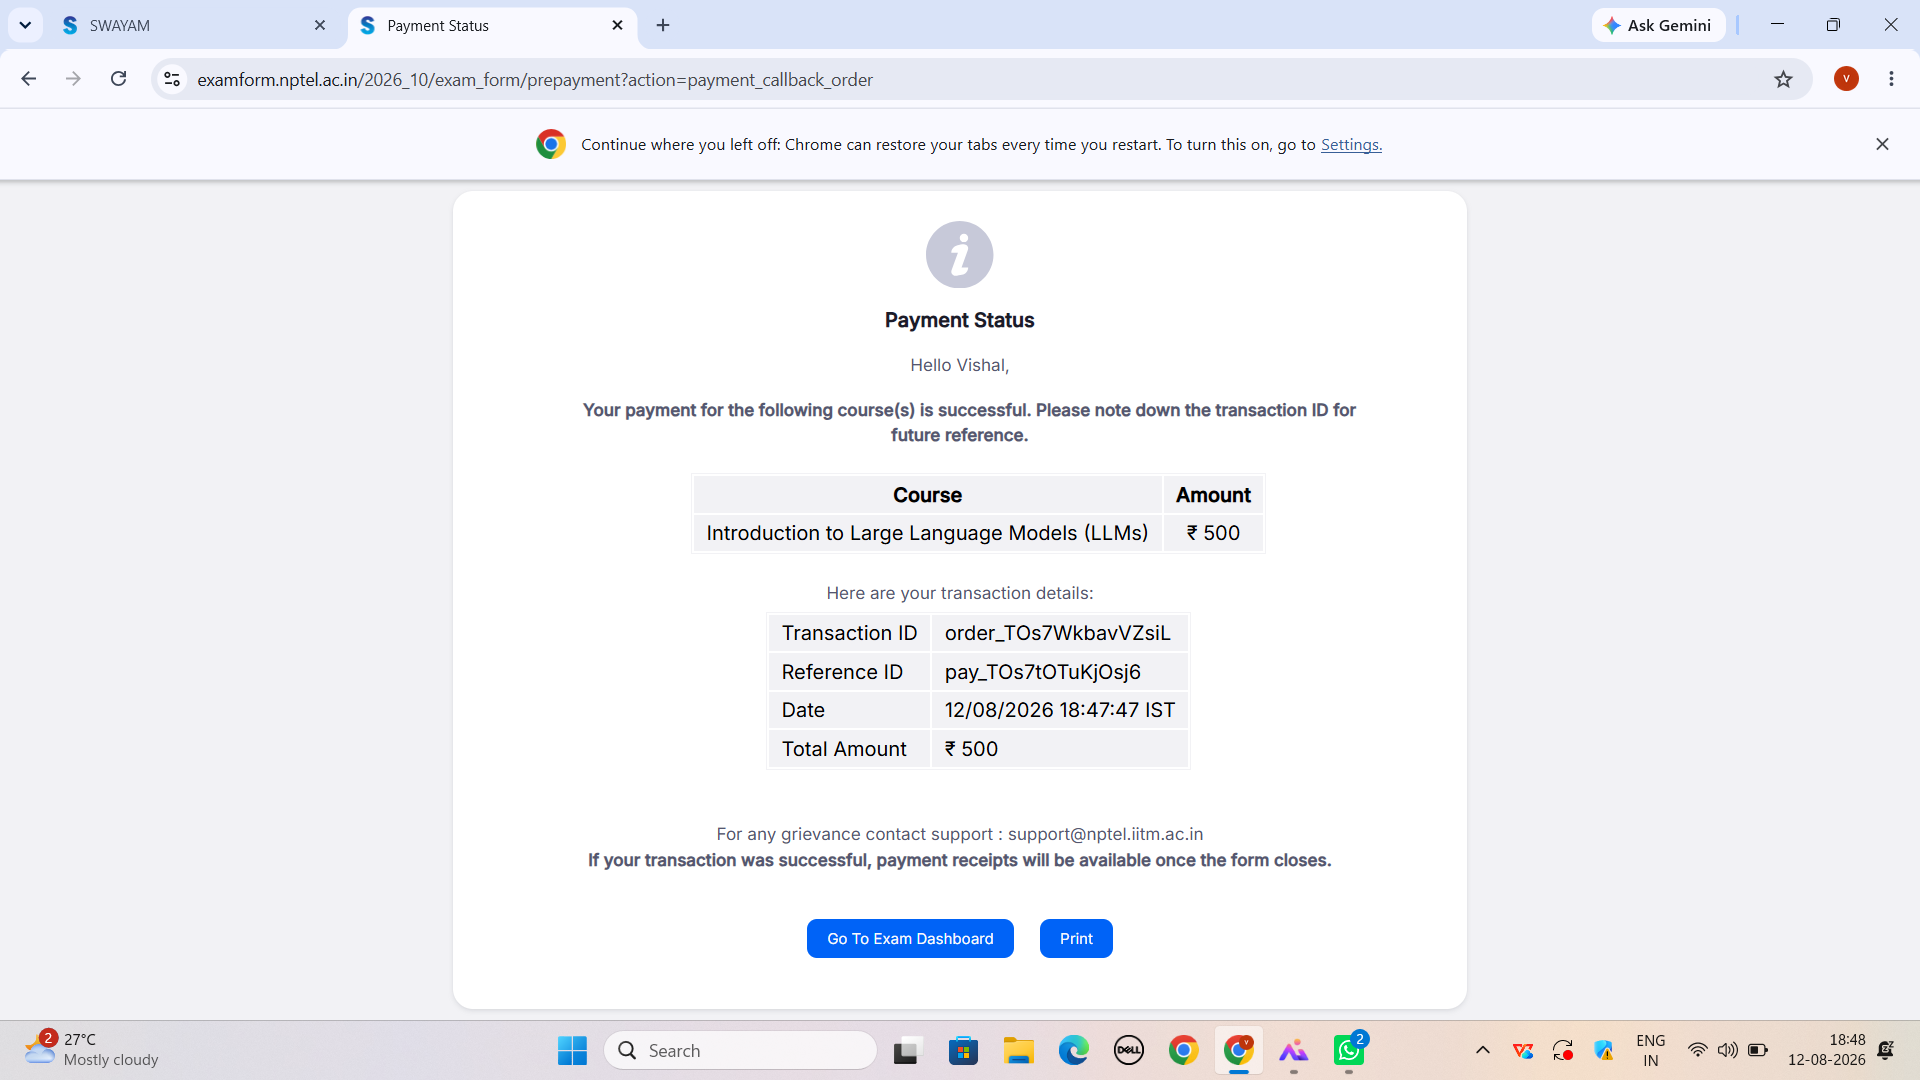 SWAYAM
Payment Status
Ask Gemini
examform.nptel.ac.in/2026_10/exam_form/prepayment?action=payment_callback_order
V
Continue where you left off: Chrome can restore your tabs every time you restart. To turn this on, go to Settings.
Payment Status
Hello Vishal,
Your payment for the following course(s) is successful. Please note down the transaction ID for
future reference.
Course Amount
Introduction to Large Language Models (LLMs) ₹ 500
Here are your transaction details:
Transaction ID order_TOs7WkbavVZsiL
Reference ID pay_TOs7tOTuKjOsj6
Date 12/08/2026 18:47:47 IST
Total Amount ₹ 500
For any grievance contact support : support@nptel.iitm.ac.in
If your transaction was successful, payment receipts will be available once the form closes.
Go To Exam Dashboard Print
2
27°C
Mostly cloudy
Search
DELL
V
2
ENG
IN
18:48
12-08-2026